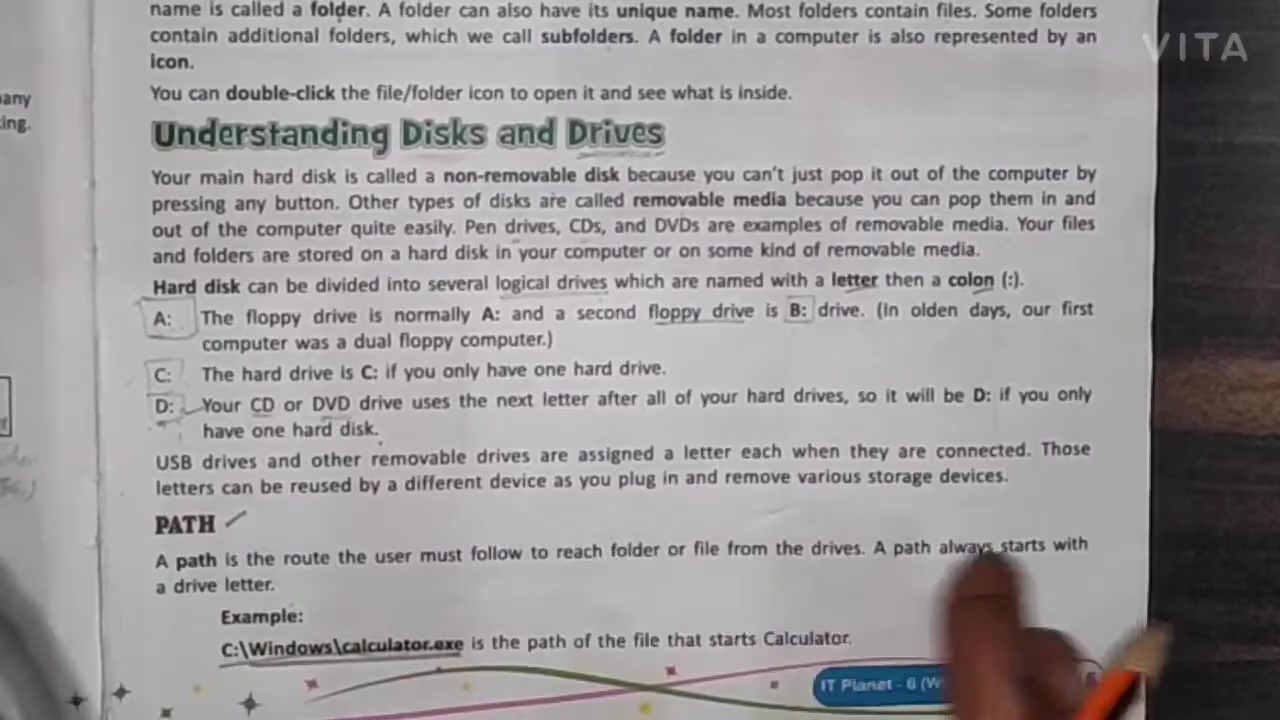 name is called a folder. A folder can also have its unique name. Most folders contain files. Some folders
contain additional folders, which we call subfolders. A folder in a computer is also represented by an
icon.
You can double-click the file/folder icon to open it and see what is inside.
Understanding Disks and Drives
Your main hard disk is called a non-removable disk because you can't just pop it out of the computer by
pressing any button. Other types of disks are called removable media because you can pop them in and
out of the computer quite easily. Pen drives, CDs, and DVDs are examples of removable media. Your files
and folders are stored on a hard disk in your computer or on some kind of removable media.
Hard disk can be divided into several logical drives which are named with a letter then a colon (:).
A: The floppy drive is normally A: and a second floppy drive is B: drive. (In olden days, our first
computer was a dual floppy computer.)
C: The hard drive is C: if you only have one hard drive.
D: Your CD or DVD drive uses the next letter after all of your hard drives, so it will be D: if you only
have one hard disk.
USB drives and other removable drives are assigned a letter each when they are connected. Those
letters can be reused by a different device as you plug in and remove various storage devices.
PATH
A path is the route the user must follow to reach folder or file from the drives. A path always starts with
a drive letter.
Example:
C:\Windows\calculator.exe is the path of the file that starts Calculator.
IT Planet - 6
VITA